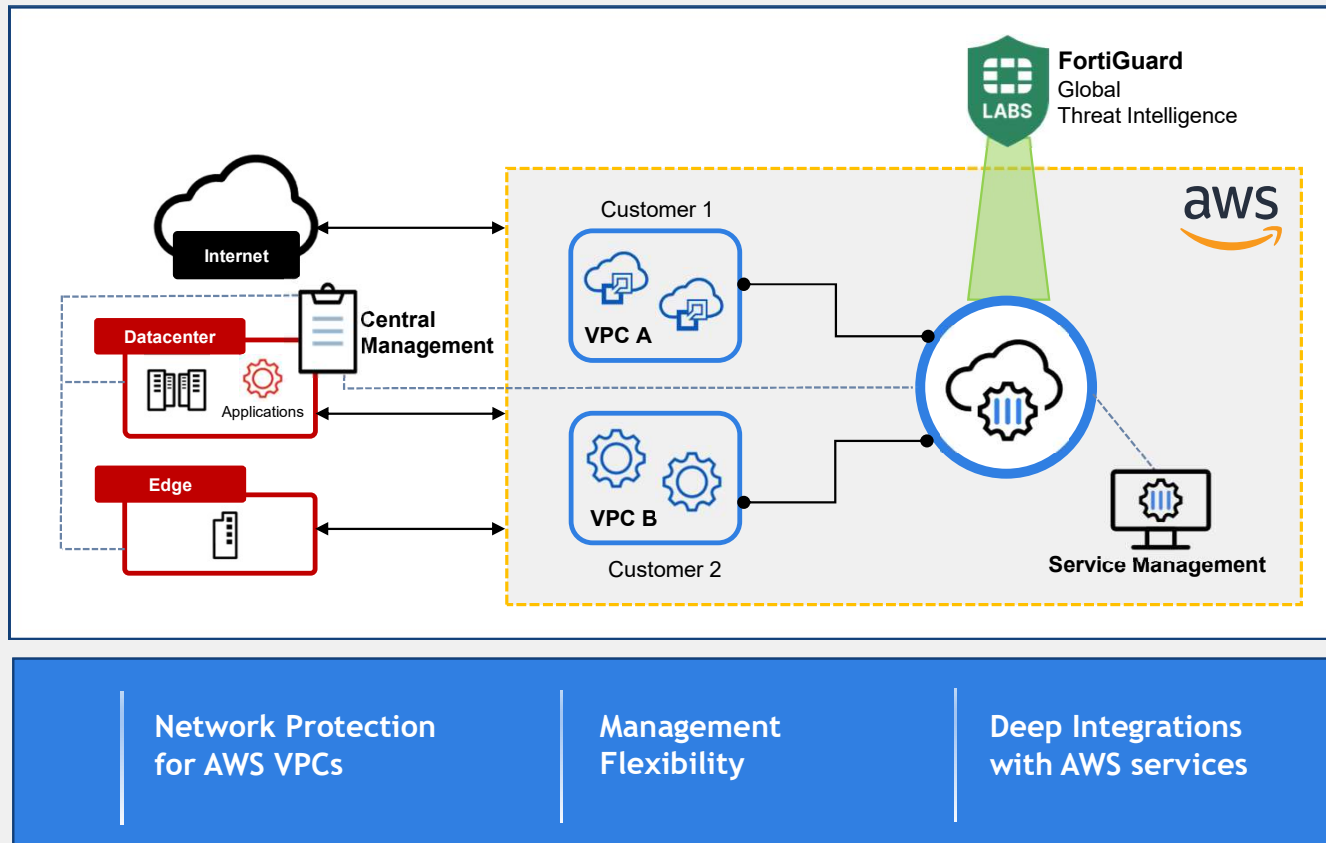 FortiGuard
Global
Threat Intelligence
LABS
aws
Customer 1
Internet
VPC A
Central
Management
Datacenter
Applications
Edge
VPC B
Customer 2
Service Management
Network Protection
for AWS VPCs
Management
Flexibility
Deep Integrations
with AWS services